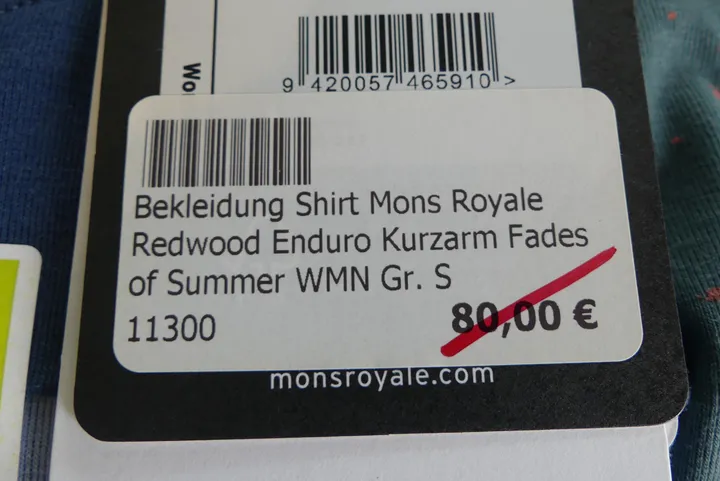 Wo
9 420057 465910 >
Bekleidung Shirt Mons Royale
Redwood Enduro Kurzarm Fades
of Summer WMN Gr. S
11300
80,00 €
monsroyale.com